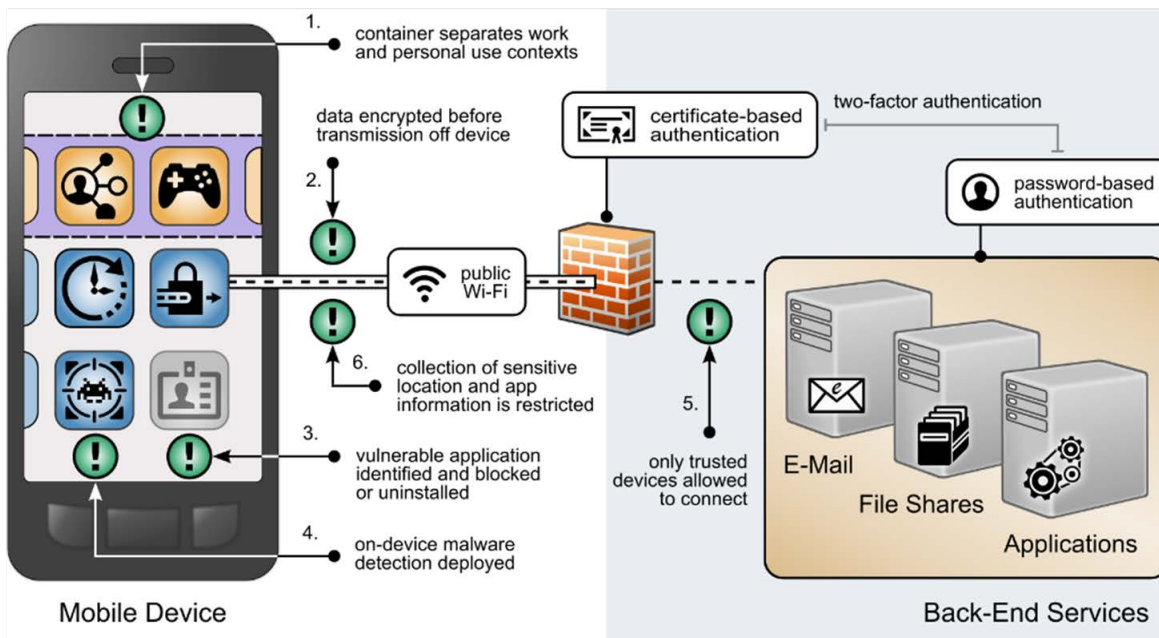 1.
container separates work
and personal use contexts
data encrypted before
transmission off device
2.
certificate-based
authentication
two-factor authentication
password-based
authentication
public
Wi-Fi
6.
collection of sensitive
location and app
information is restricted
5.
only trusted
devices allowed
to connect
3.
vulnerable application
identified and blocked
or uninstalled
4.
on-device malware
detection deployed
e
E-Mail
File Shares
Applications
Mobile Device
Back-End Services
!
!
!
!
!
!